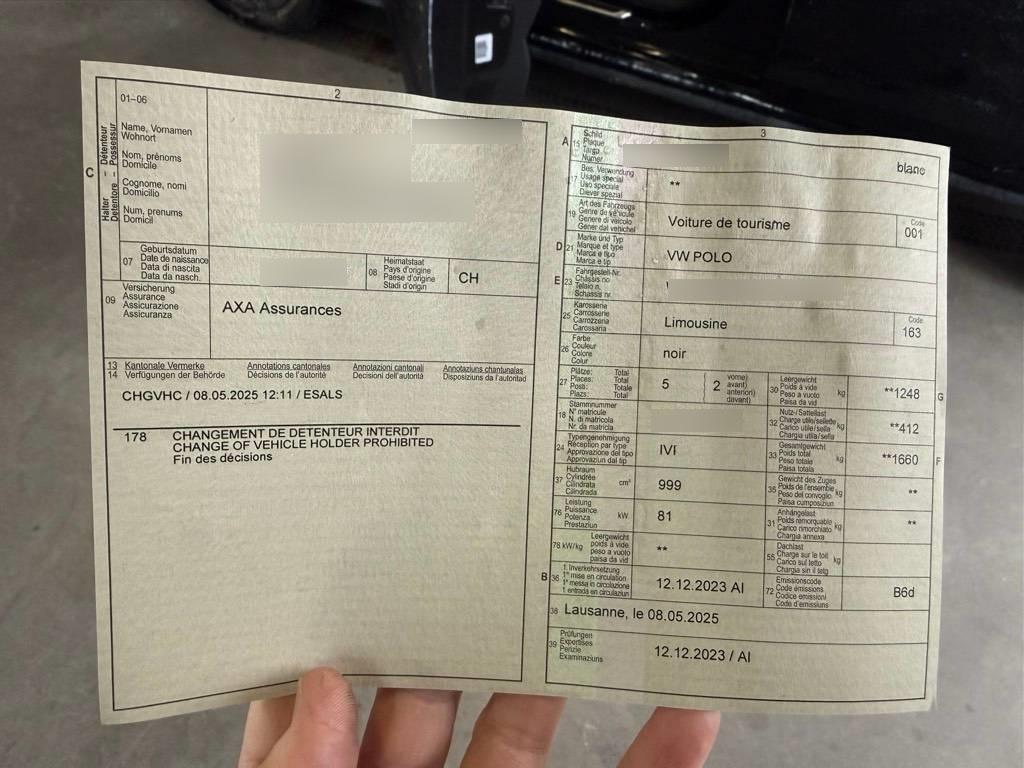 2
01–06
Halter – Détenteur
Detentore – Possessur
C
Name, Vornamen
Wohnort
Nom, prénoms
Domicile
Cognome, nomi
Domicilio
Num, prenums
Domicil
07
Geburtsdatum
Date de naissance
Data di nascita
Data da nasch.
08
Heimatstaat
Pays d'origine
Paese d'origine
Stadi d'origin
CH
09
Versicherung
Assurance
Assicurazione
Assicuranza
AXA Assurances
13 Kantonale Vermerke Annotations cantonales Annotazioni cantonali Annotaziuns chantunalas
14 Verfügungen der Behörde Décisions de l'autorité Decisioni dell'autorità Disposiziuns da l'autoritad
CHGVHC / 08.05.2025 12:11 / ESALS
178 CHANGEMENT DE DETENTEUR INTERDIT
CHANGE OF VEHICLE HOLDER PROHIBITED
Fin des décisions
3
A 15
Schild
Plaque
Targa
Numer
blanc
17
Bes. Verwendung
Usage spécial
Uso speciale
Diever spezial
**
19
Art des Fahrzeugs
Genre de véhicule
Genere di veicolo
Gener dal vehichel
Voiture de tourisme
Code
001
D 21
Marke und Typ
Marque et type
Marca e tipo
Marca e tip
VW POLO
E 23
Fahrgestell-Nr.
Châssis no
Telaio n.
Schassis nr.
25
Karosserie
Carrosserie
Carrozzeria
Carossaria
Limousine
Code
163
26
Farbe
Couleur
Colore
Colur
noir
27
Plätze: Total
Places: Total
Posti: Totale
Plazs: Total
5
2
vorne)
avant)
anteriori)
davant)
30
Leergewicht
Poids à vide
Peso a vuoto
Paisa da vid
kg
**1248
G
18
Stammnummer
N° matricule
N. di matricola
Nr. da matricla
32
Nutz-/Sattellast
Charge utile/sellette
Carico utile/sella
Chargia utila/sella
kg
**412
24
Typengenehmigung
Réception par type
Approvazione del tipo
Approvaziun dal tip
IVI
33
Gesamtgewicht
Poids total
Peso totale
Paisa totala
kg
**1660
F
37
Hubraum
Cylindrée
Cilindrata
Cilindrada
cm³
999
35
Gewicht des Zuges
Poids de l'ensemble
Peso del convoglio
Paisa cumposiziun
kg
**
76
Leistung
Puissance
Potenza
Prestaziun
kW
81
31
Anhängelast
Poids remorquable
Carico rimorchiato
Chargia annexa
kg
**
78 kW/kg
Leergewicht
poids à vide
peso a vuoto
paisa da vid
**
55
Dachlast
Charge sur le toit
Carico sul tetto
Chargia sin il tetg
kg
B 36
1. Inverkehrsetzung
1re mise en circulation
1a messa in circolazione
1. entrada en circulaziun
12.12.2023 AI
72
Emissionscode
Code émissions
Codice emissioni
Code d'emissiuns
B6d
38 Lausanne, le 08.05.2025
39
Prüfungen
Expertises
Perizie
Examinaziuns
12.12.2023 / AI